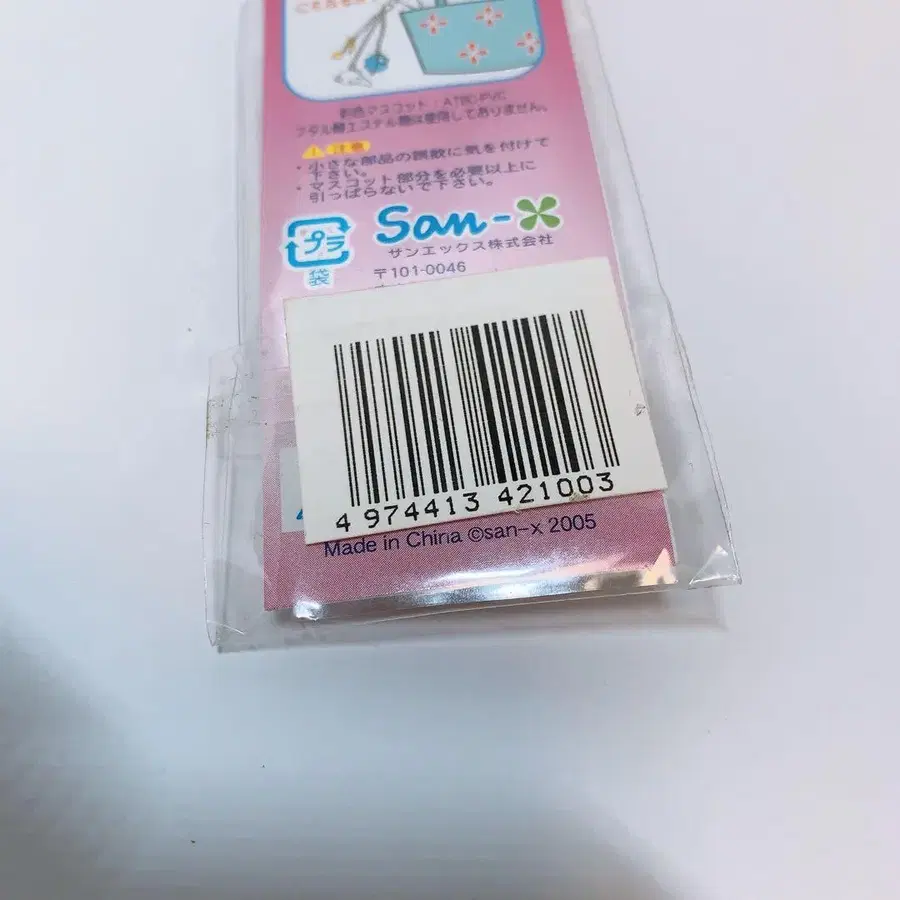 マスコット：ATBC-PVC
フタル酸エステル類は使用してありません。
注意
・小さな部品の誤飲に気を付けて
下さい。
・マスコット部分を必要以上に
引っぱらないで下さい。
プラ
袋
San-X
サンエックス株式会社
〒101-0046
4 974413 421003
Made in China ©san-x 2005